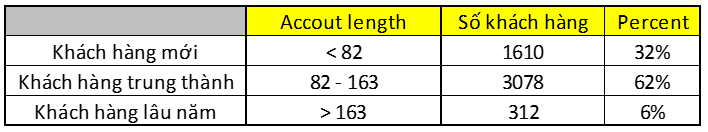 Accout length Số khách hàng Percent
Khách hàng mới < 82 1610 32%
Khách hàng trung thành 82 - 163 3078 62%
Khách hàng lâu năm > 163 312 6%